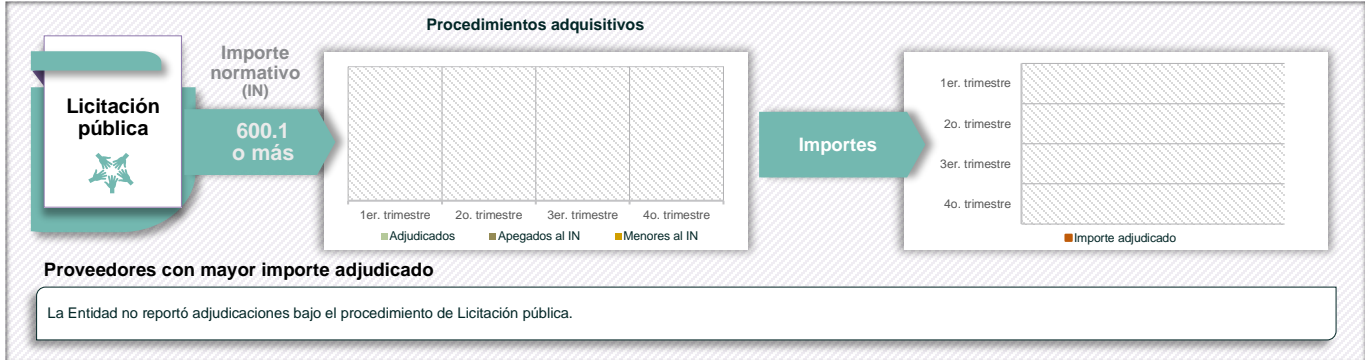 Procedimientos adquisitivos
Licitación
pública
Importe
normativo
(IN)
600.1
o más
1er. trimestre 2o. trimestre 3er. trimestre 4o. trimestre
Adjudicados Apegados al IN Menores al IN
Importes
1er. trimestre
2o. trimestre
3er. trimestre
4o. trimestre
Importe adjudicado
Proveedores con mayor importe adjudicado
La Entidad no reportó adjudicaciones bajo el procedimiento de Licitación pública.